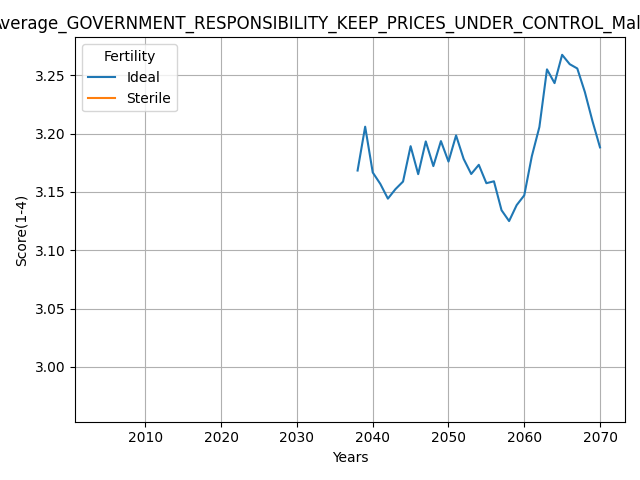 Average_GOVERNMENT_RESPONSIBILITY_KEEP_PRICES_UNDER_CONTROL_Mal
Fertility
Ideal
Sterile
3.25
3.20
3.15
3.10
3.05
3.00
Score(1-4)
2010 2020 2030 2040 2050 2060 2070
Years